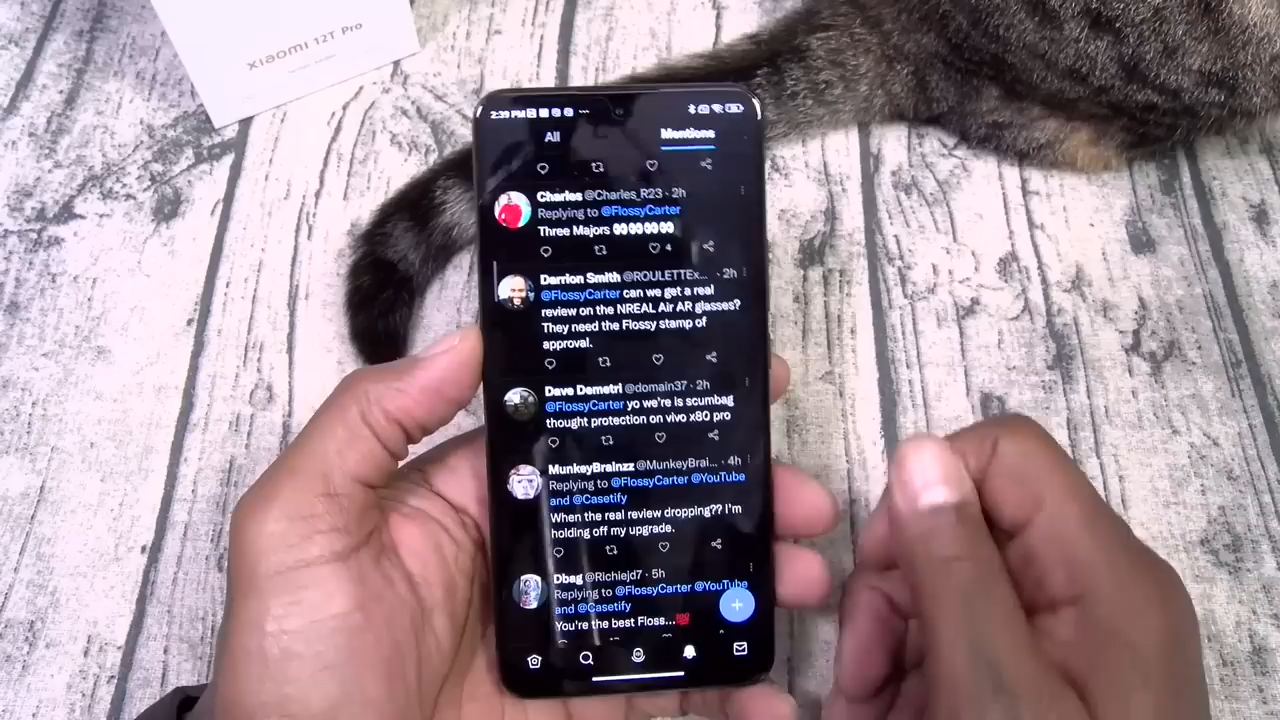 XIAOMI 12T Pro
2:39 PM
All
Mentions
Charles @Charles_R23 · 2h
Replying to @FlossyCarter
Three Majors 👀👀👀👀
4
Darrion Smith @ROULETTEx... · 2h
@FlossyCarter can we get a real
review on the NREAL Air AR glasses?
They need the Flossy stamp of
approval.
Dave Demetri @domain37 · 2h
@FlossyCarter yo we're is scumbag
thought protection on vivo x80 pro
MunkeyBrainzz @MunkeyBrai... · 4h
Replying to @FlossyCarter @YouTube
and @Casetify
When the real review dropping?? I'm
holding off my upgrade.
Dbag @Richiejd7 · 5h
Replying to @FlossyCarter @YouTube
and @Casetify
You're the best Floss...💯